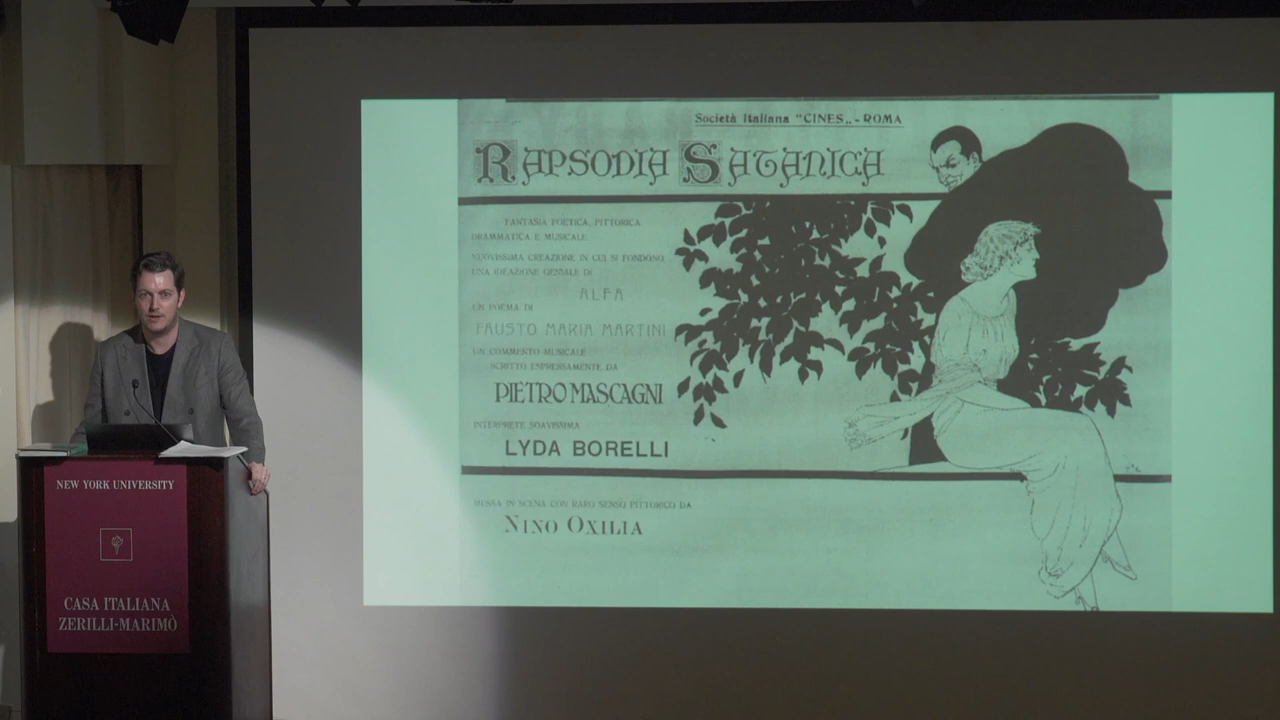 Società Italiana "CINES„ - ROMA
RAPSODIA SATANICA
FANTASIA POETICA, PITTORICA
DRAMMATICA E MUSICALE
NUOVISSIMA CREAZIONE IN CUI SI FONDONO
UNA IDEAZIONE GENIALE DI
ALFA
UN POEMA DI
FAUSTO MARIA MARTINI
UN COMMENTO MUSICALE
SCRITTO ESPRESSAMENTE DA
PIETRO MASCAGNI
INTERPRETE SOAVISSIMA
LYDA BORELLI
MESSA IN SCENA CON RARO SENSO PITTORICO DA
NINO OXILIA
NEW YORK UNIVERSITY
CASA ITALIANA
ZERILLI-MARIMÒ